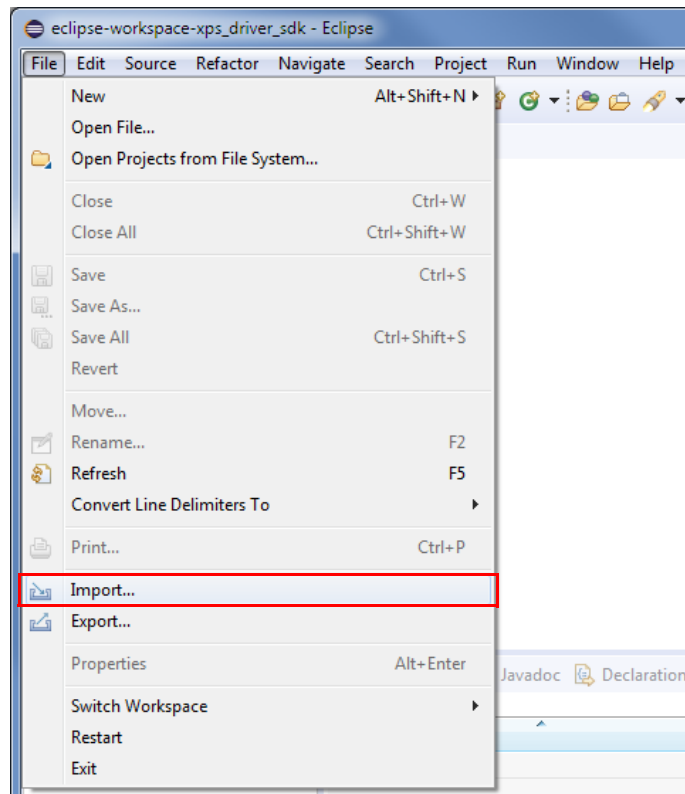 eclipse-workspace-xps_driver_sdk - Eclipse
File Edit Source Refactor Navigate Search Project Run Window Help
New Alt+Shift+N
Open File...
Open Projects from File System...
Close Ctrl+W
Close All Ctrl+Shift+W
Save Ctrl+S
Save As...
Save All Ctrl+Shift+S
Revert
Move...
Rename... F2
Refresh F5
Convert Line Delimiters To
Print... Ctrl+P
Import...
Export...
Properties Alt+Enter
Javadoc Declaration
Switch Workspace
Restart
Exit